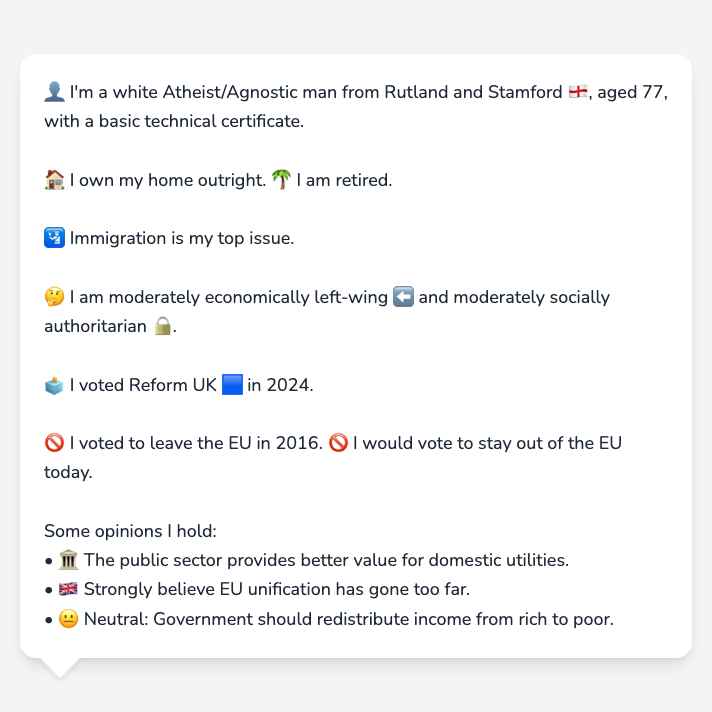 👤 I'm a white Atheist/Agnostic man from Rutland and Stamford 🏴󠁧󠁢󠁥󠁮󠁧󠁿, aged 77,
with a basic technical certificate.
🏠 I own my home outright. 🌴 I am retired.
🛂 Immigration is my top issue.
🤔 I am moderately economically left-wing ⬅️ and moderately socially
authoritarian 🔒.
🗳️ I voted Reform UK 🟦 in 2024.
🚫 I voted to leave the EU in 2016. 🚫 I would vote to stay out of the EU
today.
Some opinions I hold:
• 🏛️ The public sector provides better value for domestic utilities.
• 🇬🇧 Strongly believe EU unification has gone too far.
• 😐 Neutral: Government should redistribute income from rich to poor.